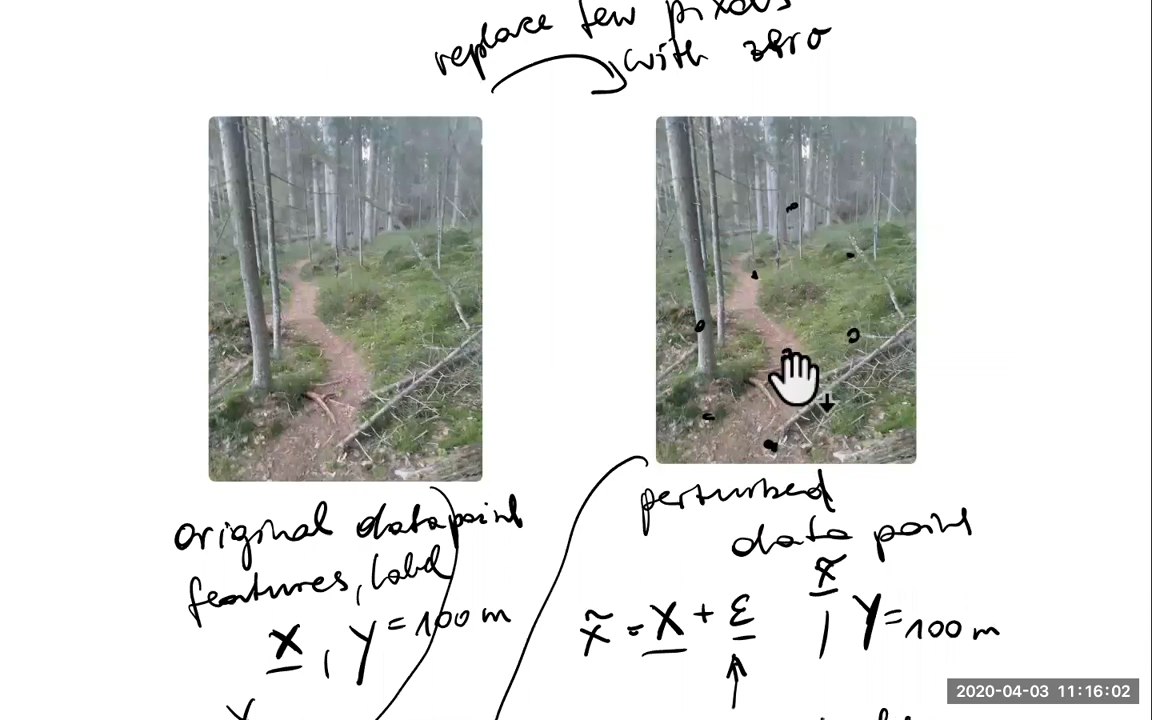 replace few pixels
with zero
original datapoint
features, label
x , y = 100 m
perturbed
data point
x̃ = x + ε
x̃ , y = 100 m
2020-04-03 11:16:02